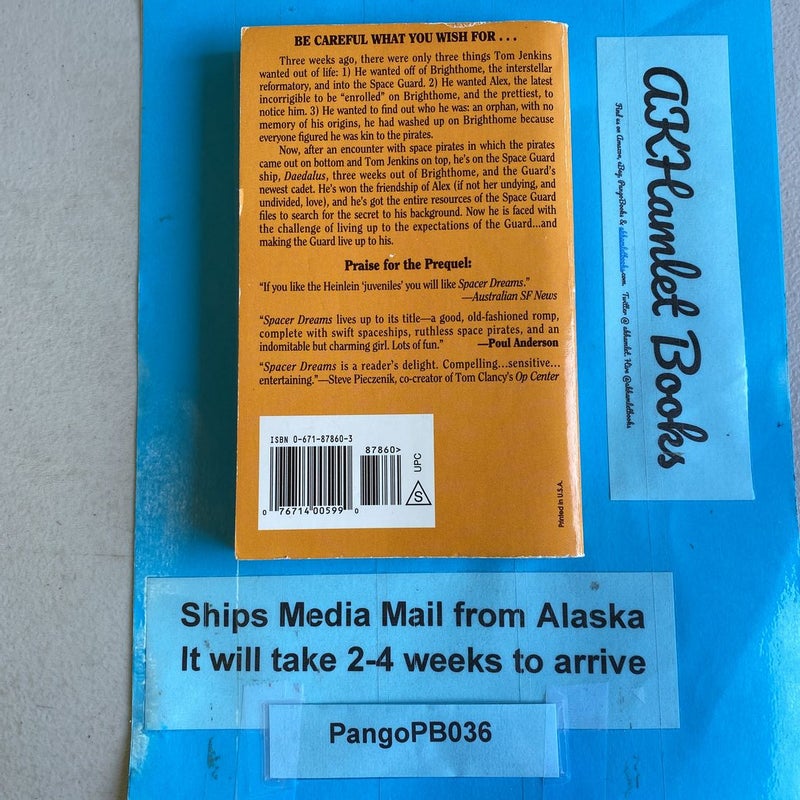 BE CAREFUL WHAT YOU WISH FOR . . .
Three weeks ago, there were only three things Tom Jenkins
wanted out of life: 1) He wanted off of Brighthome, the interstellar
reformatory, and into the Space Guard. 2) He wanted Alex, the latest
incorrigible to be “enrolled” on Brighthome, and the prettiest, to
notice him. 3) He wanted to find out who he was: an orphan, with no
memory of his origins, he had washed up on Brighthome because
everyone figured he was kin to the pirates.
Now, after an encounter with space pirates in which the pirates
came out on bottom and Tom Jenkins on top, he’s on the Space Guard
ship, Daedalus, three weeks out of Brighthome, and the Guard’s
newest cadet. He’s won the friendship of Alex (if not her undying, and
undivided, love), and he’s got the entire resources of the Space Guard
files to search for the secret to his background. Now he is faced with
the challenge of living up to the expectations of the Guard...and
making the Guard live up to his.
Praise for the Prequel:
“If you like the Heinlein ‘juveniles’ you will like Spacer Dreams.”
—Australian SF News
“Spacer Dreams lives up to its title—a good, old-fashioned romp,
complete with swift spaceships, ruthless space pirates, and an
indomitable but charming girl. Lots of fun.” —Poul Anderson
“Spacer Dreams is a reader’s delight. Compelling...sensitive...
entertaining.”—Steve Pieczenik, co-creator of Tom Clancy’s Op Center
ISBN 0-671-87860-3
87860>
UPC
S
0 76714 00599 0
Printed in U.S.A.
AKHamlet Books
Find us on Amazon, eBay, PangoBooks & akhamletbooks.com Twitter @ akhamlet. Hive @akhamletbooks
Ships Media Mail from Alaska
It will take 2-4 weeks to arrive
PangoPB036